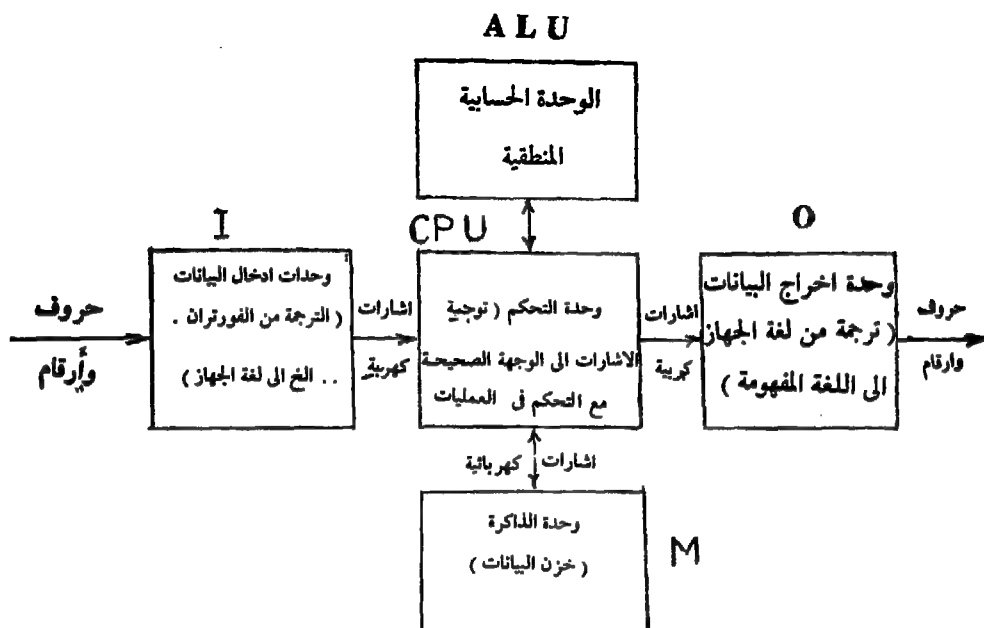 ALU
الوحدة الحسابية
المنطقية
I
CPU
O
حروف
وأرقام
وحدات ادخال البيانات
( الترجمة من الفورتران .
.. الخ الى لغة الجهاز )
اشارات
كهربية
وحدة التحكم ( توجية
الاشارات الى الوجهة الصحيحة
مع التحكم فى العمليات
اشارات
كهربية
وحدة اخراج البيانات
( ترجمة من لغة الجهاز
الى اللغة المفهومة )
حروف
وارقام
اشارات كهربائية
وحدة الذاكرة
( خزن البيانات )
M